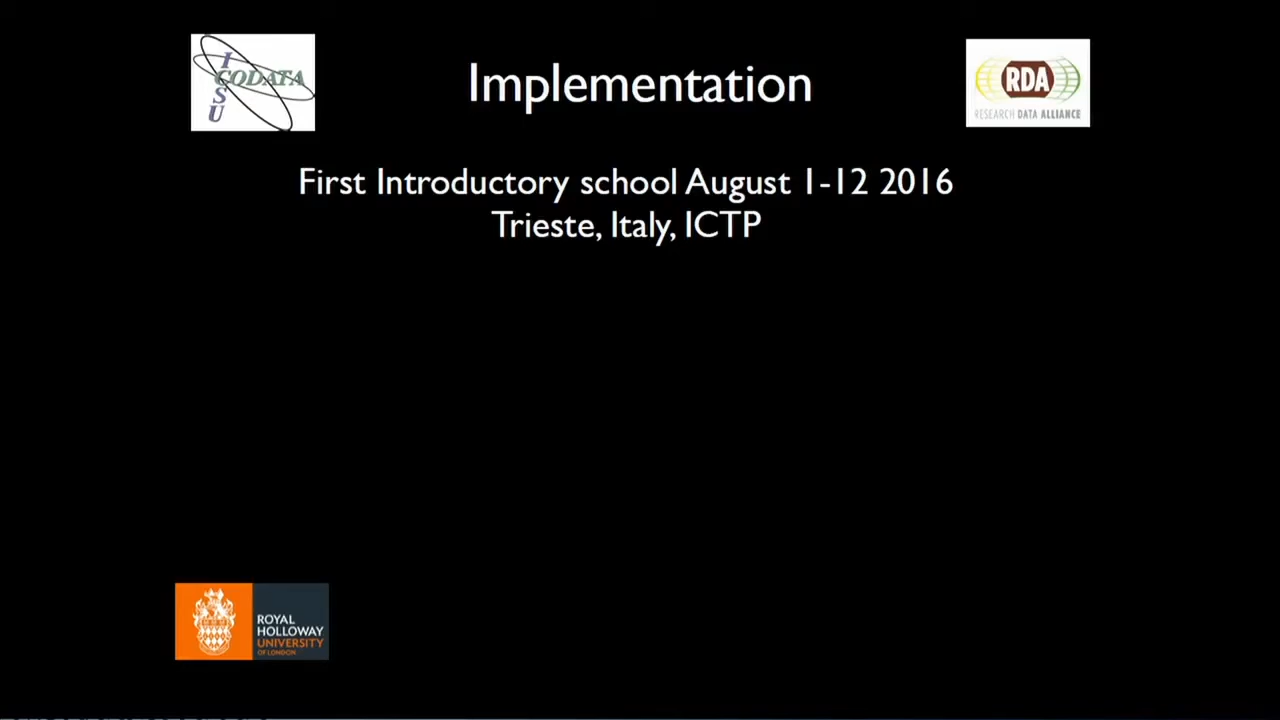 I
CODATA
S
U
Implementation
RDA
RESEARCH DATA ALLIANCE
First Introductory school August 1-12 2016
Trieste, Italy, ICTP
ROYAL
HOLLOWAY
UNIVERSITY
OF LONDON